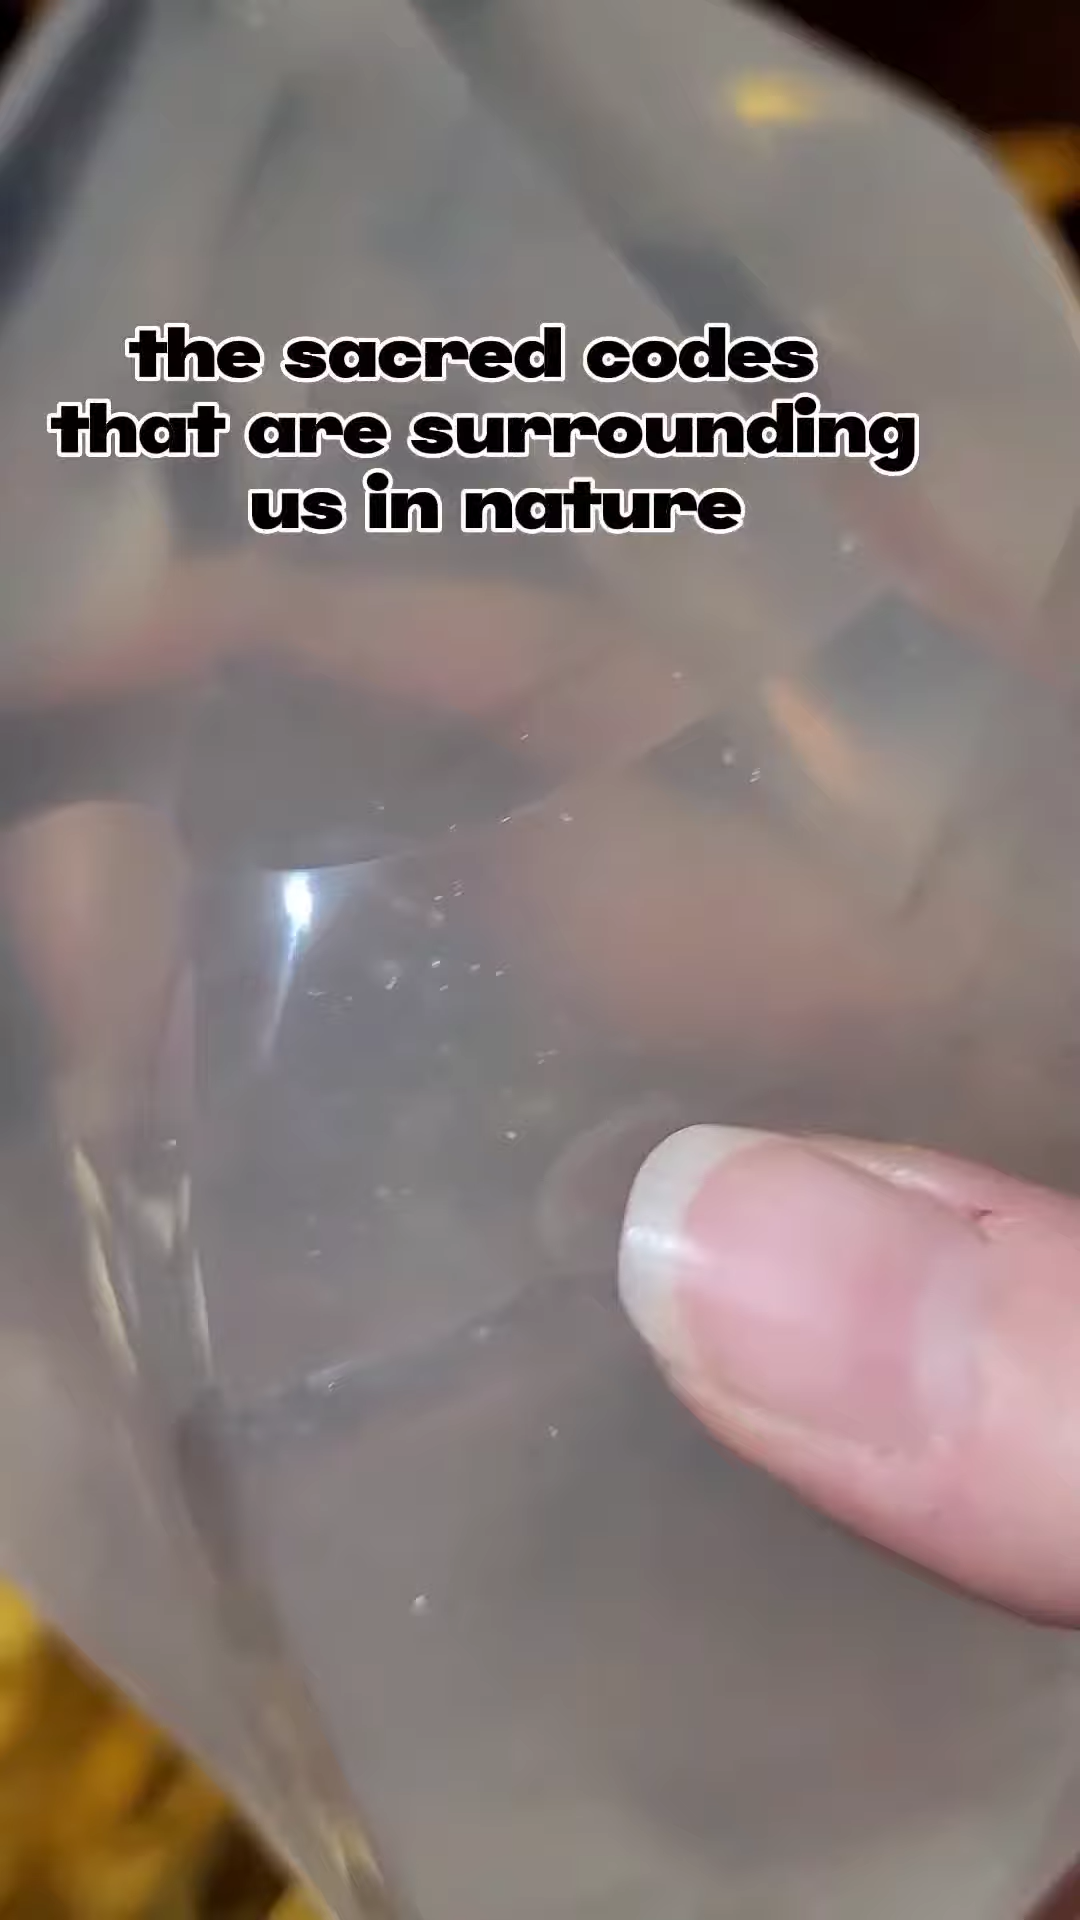 the sacred codes
that are surrounding
us in nature